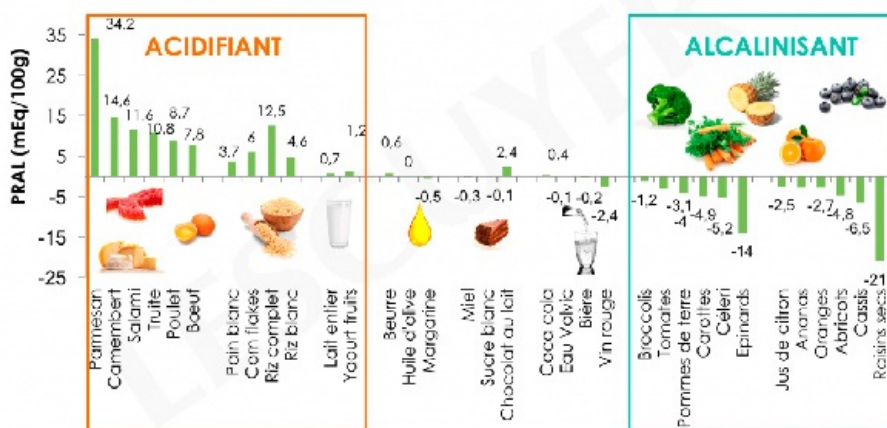 ACIDIFIANT
ALCALINISANT
PRAL (mEq/100g)
35
25
15
5
-5
-15
-25
34.2
14,6
11.6
10.8
8.7
7.8
3.7
6
12,5
4.6
0,7
1,2
0,6
0
-0,5
-0.3
-0,1
2,4
0,4
-0,1
-0,2
-2,4
-1,2
-3,1
-4
-4,9
-5,2
-14
-2,5
-2,7
-4,8
-6,5
-21
Parmesan
Camembert
Salami
Truite
Poulet
Bœuf
Pain blanc
Corn flakes
Riz complet
Riz blanc
Lait entier
Yaourt fruits
Beurre
Huile d'olive
Margarine
Miel
Sucre blanc
Chocolat au lait
Coca cola
Eau Volvic
Bière
Vin rouge
Broccolis
Tomates
Pommes de terre
Carottes
Céleri
Epinards
Jus de citron
Ananas
Oranges
Abricots
Cassis
Raisins secs
LESCUYER